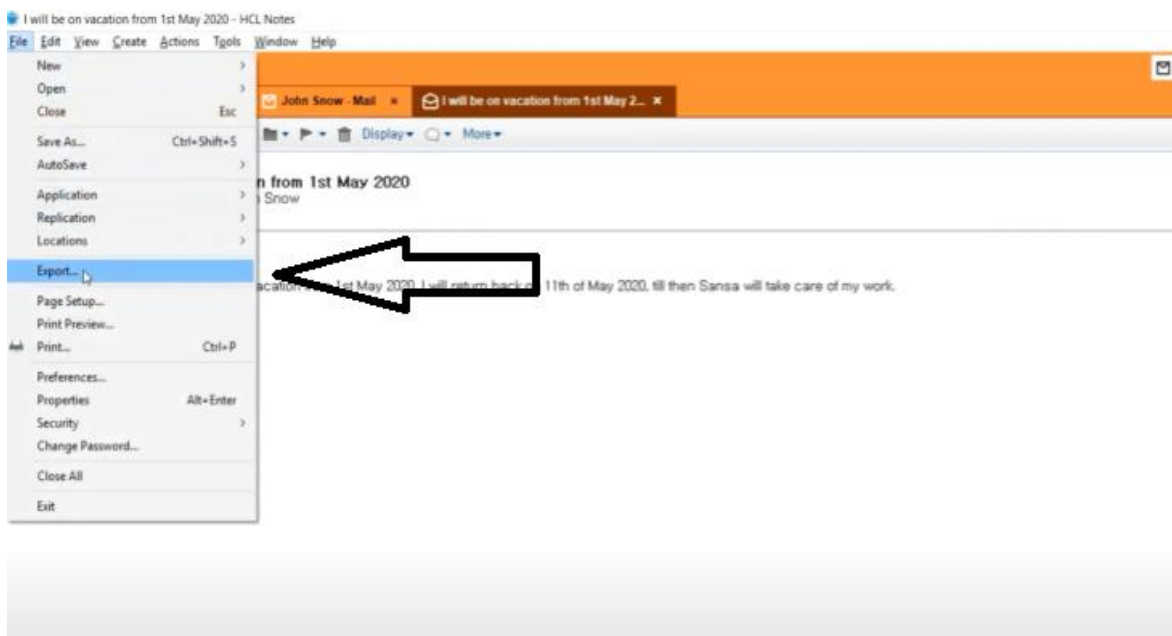 I will be on vacation from 1st May 2020 - HCL Notes
File Edit View Create Actions Tools Window Help
New
Open
John Snow - Mail
I will be on vacation from 1st May 2...
Close Esc
Save As... Ctrl+Shift+S
Display More
AutoSave
n from 1st May 2020
Application
Snow
Replication
Locations
Export...
1st May 2020, I will return back 11th of May 2020, till then Sansa will take care of my work.
Page Setup...
Print Preview...
Print... Ctrl+P
Preferences...
Properties Alt+Enter
Security
Change Password...
Close All
Exit